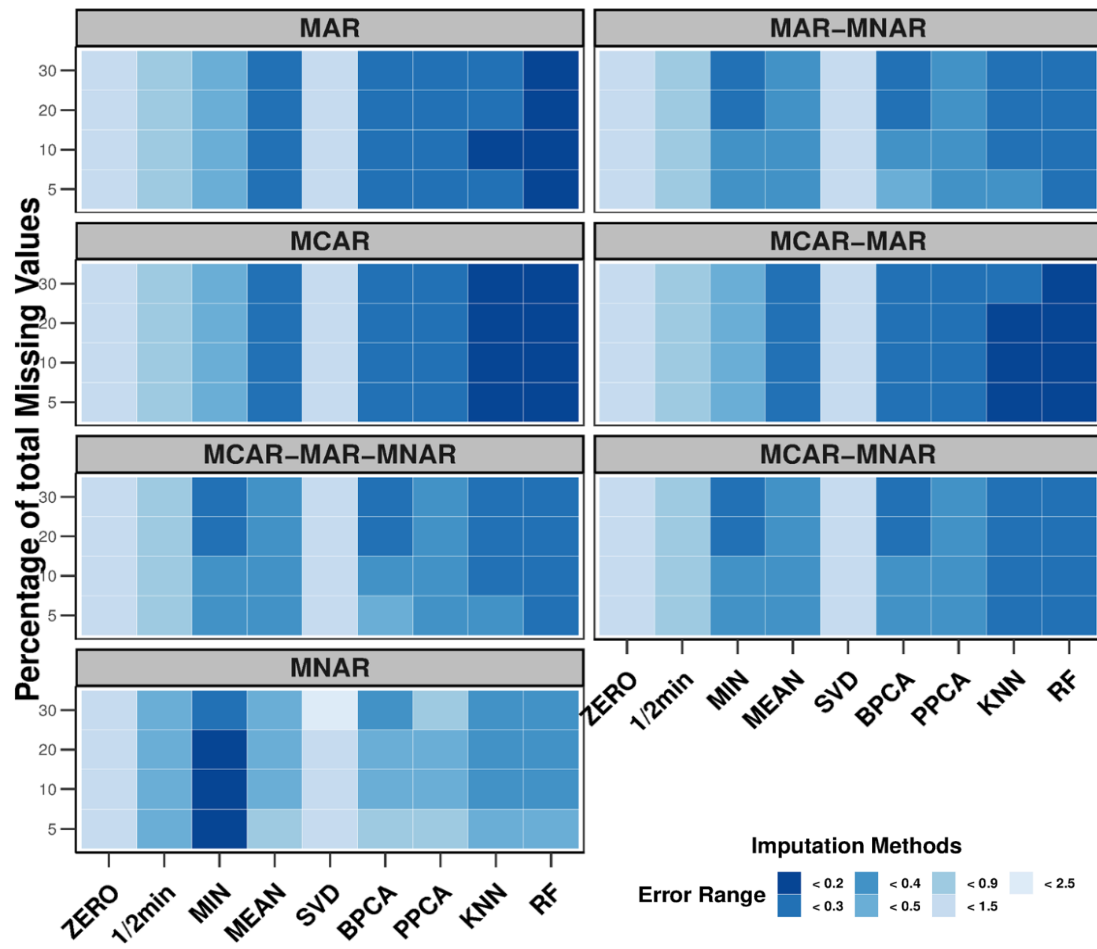 MAR
MAR−MNAR
30
20
10
5
MCAR
MCAR−MAR
30
20
10
5
MCAR−MAR−MNAR
MCAR−MNAR
30
20
10
5
MNAR
30
20
10
5
Percentage of total Missing Values
ZERO 1/2min MIN MEAN SVD BPCA PPCA KNN RF
ZERO 1/2min MIN MEAN SVD BPCA PPCA KNN RF
Imputation Methods
Error Range
< 0.2 < 0.4 < 0.9 < 2.5
< 0.3 < 0.5 < 1.5